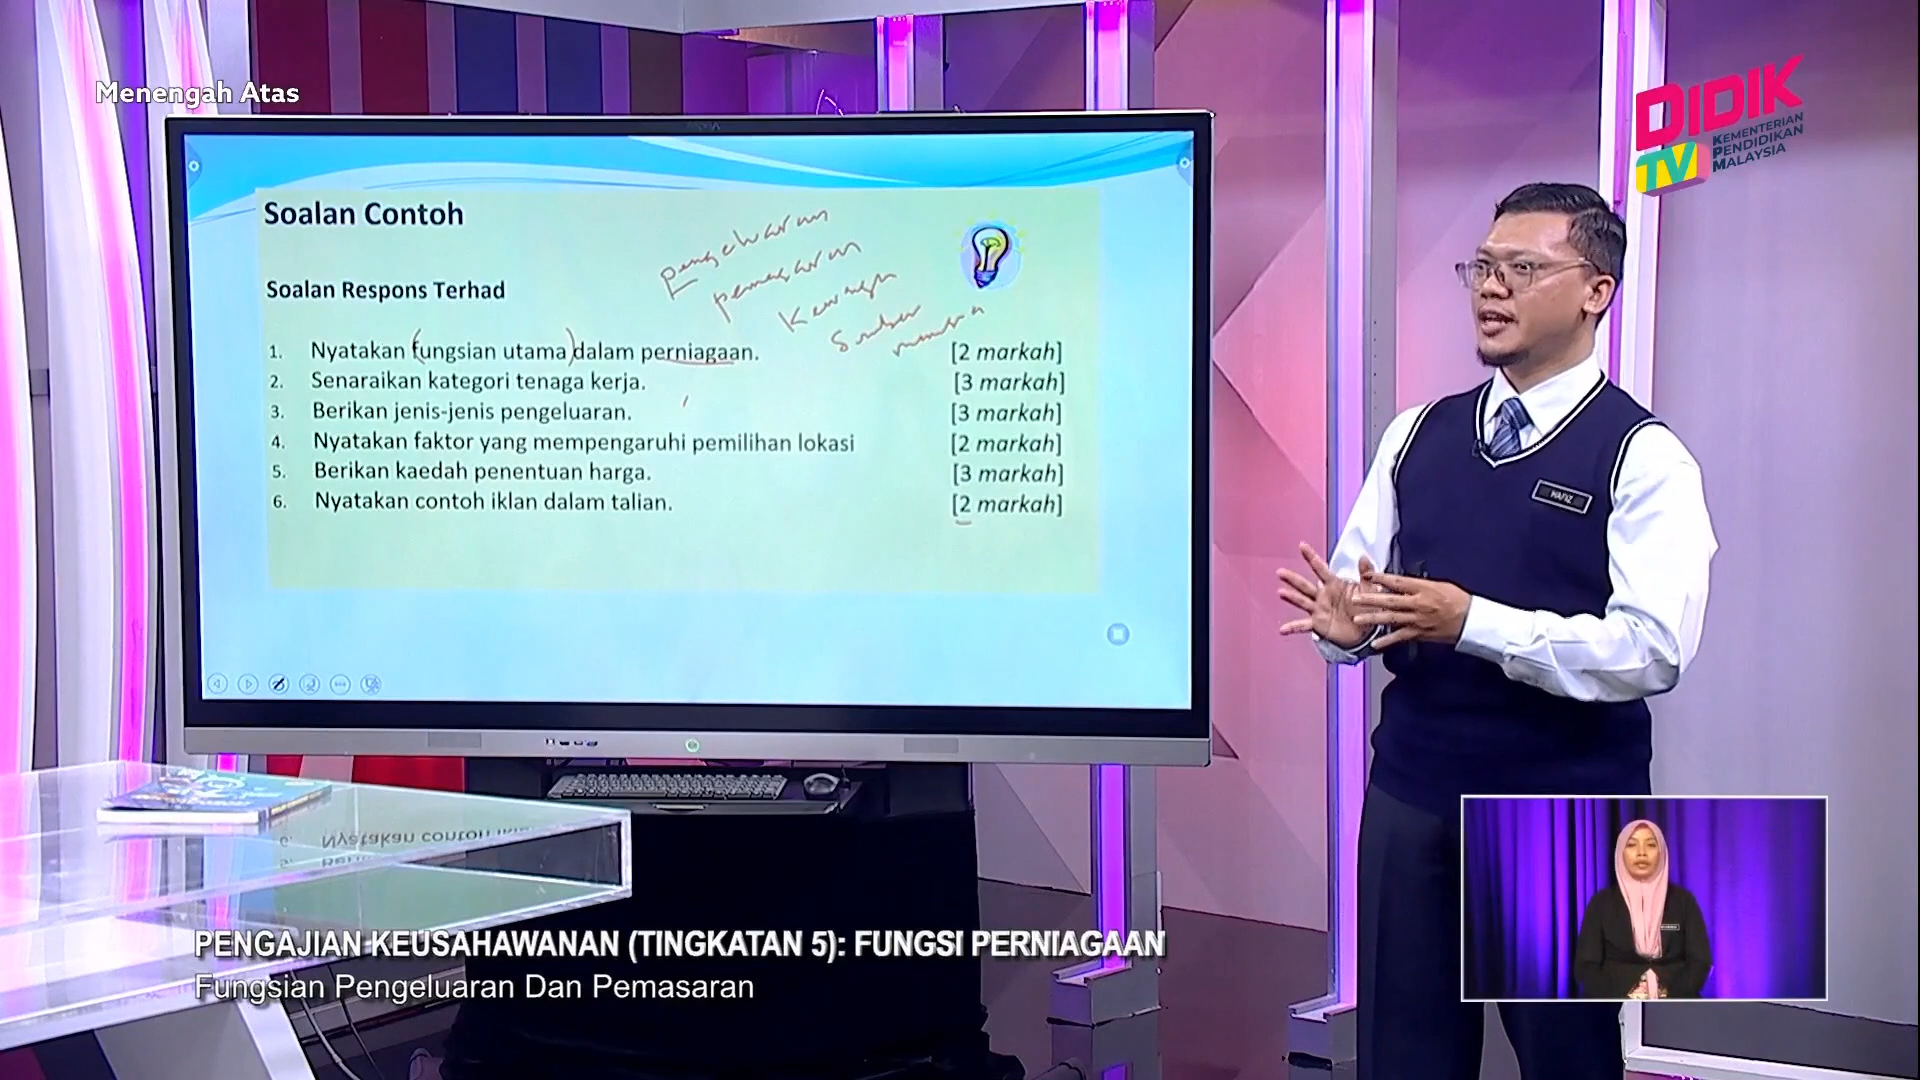 Menengah Atas
DIDIK
TV
KEMENTERIAN
PENDIDIKAN
MALAYSIA
Soalan Contoh
Pengeluaran
pemasaran
Kewangan
Sumber
manusia
Soalan Respons Terhad
1. Nyatakan fungsian utama dalam perniagaan. [2 markah]
2. Senaraikan kategori tenaga kerja. [3 markah]
3. Berikan jenis-jenis pengeluaran. [3 markah]
4. Nyatakan faktor yang mempengaruhi pemilihan lokasi [2 markah]
5. Berikan kaedah penentuan harga. [3 markah]
6. Nyatakan contoh iklan dalam talian. [2 markah]
HAFIZ
PENGAJIAN KEUSAHAWANAN (TINGKATAN 5): FUNGSI PERNIAGAAN
Fungsian Pengeluaran Dan Pemasaran